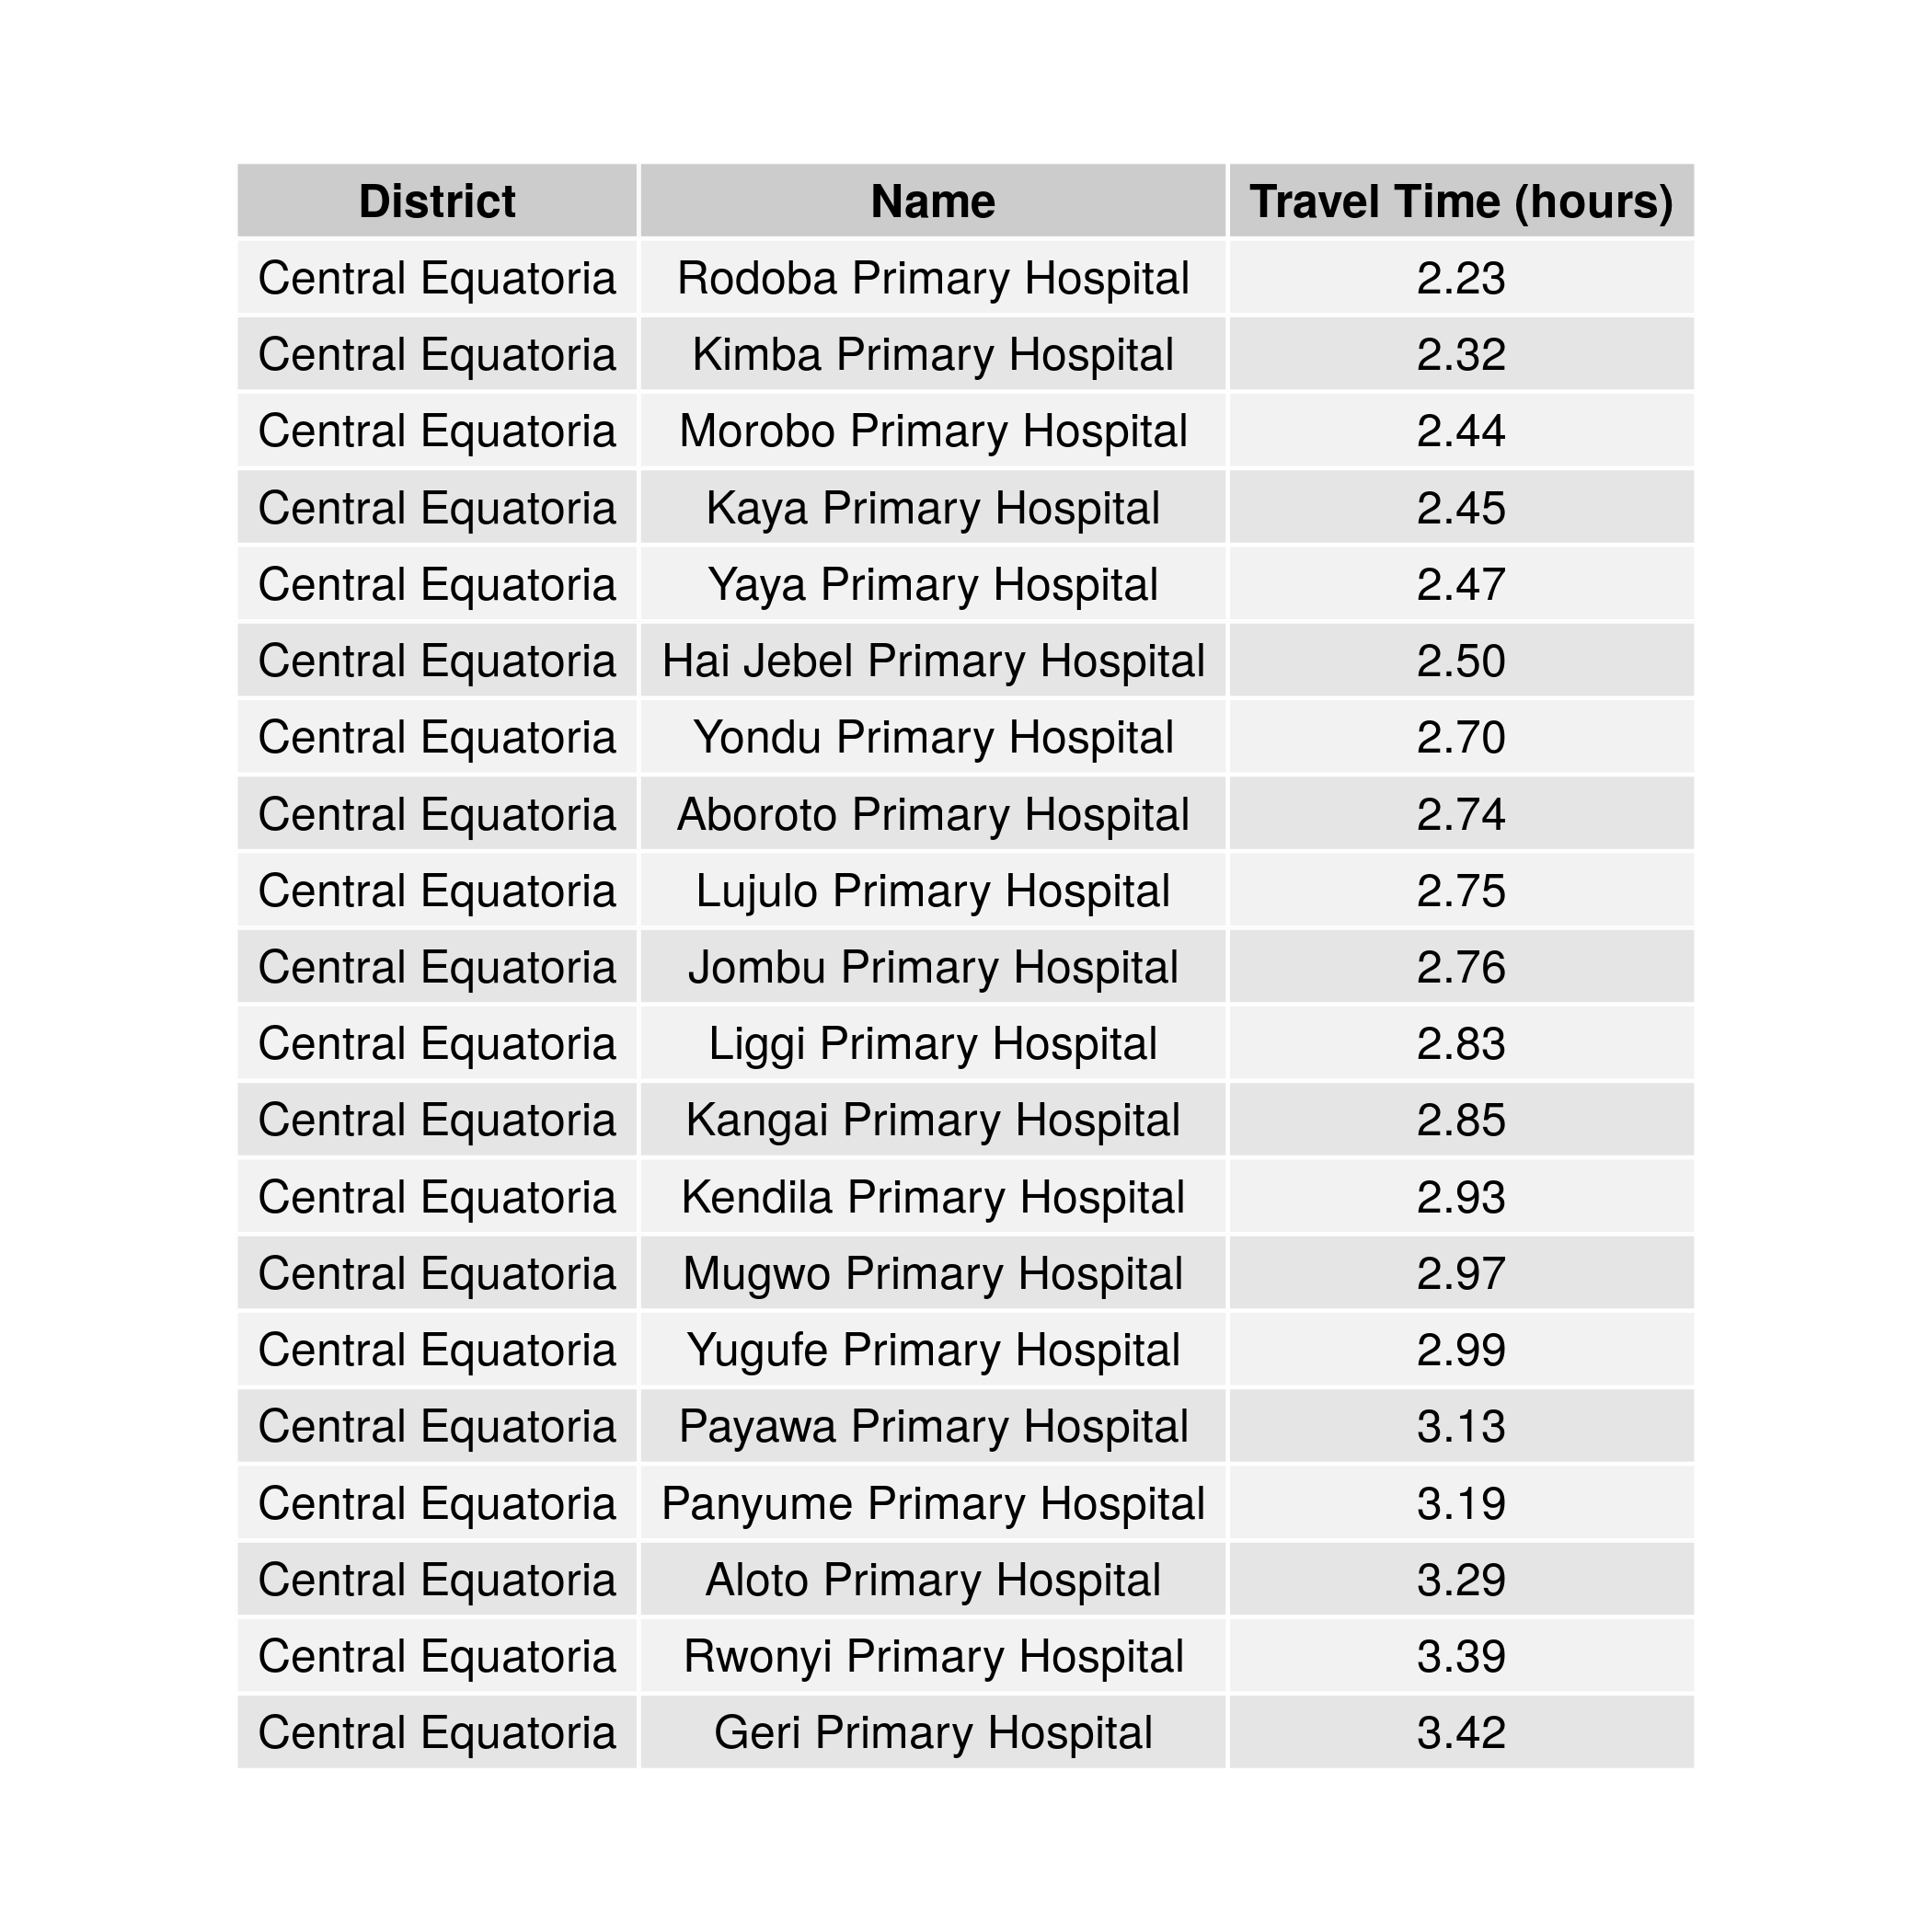 District Name Travel Time (hours)
Central Equatoria Rodoba Primary Hospital 2.23
Central Equatoria Kimba Primary Hospital 2.32
Central Equatoria Morobo Primary Hospital 2.44
Central Equatoria Kaya Primary Hospital 2.45
Central Equatoria Yaya Primary Hospital 2.47
Central Equatoria Hai Jebel Primary Hospital 2.50
Central Equatoria Yondu Primary Hospital 2.70
Central Equatoria Aboroto Primary Hospital 2.74
Central Equatoria Lujulo Primary Hospital 2.75
Central Equatoria Jombu Primary Hospital 2.76
Central Equatoria Liggi Primary Hospital 2.83
Central Equatoria Kangai Primary Hospital 2.85
Central Equatoria Kendila Primary Hospital 2.93
Central Equatoria Mugwo Primary Hospital 2.97
Central Equatoria Yugufe Primary Hospital 2.99
Central Equatoria Payawa Primary Hospital 3.13
Central Equatoria Panyume Primary Hospital 3.19
Central Equatoria Aloto Primary Hospital 3.29
Central Equatoria Rwonyi Primary Hospital 3.39
Central Equatoria Geri Primary Hospital 3.42